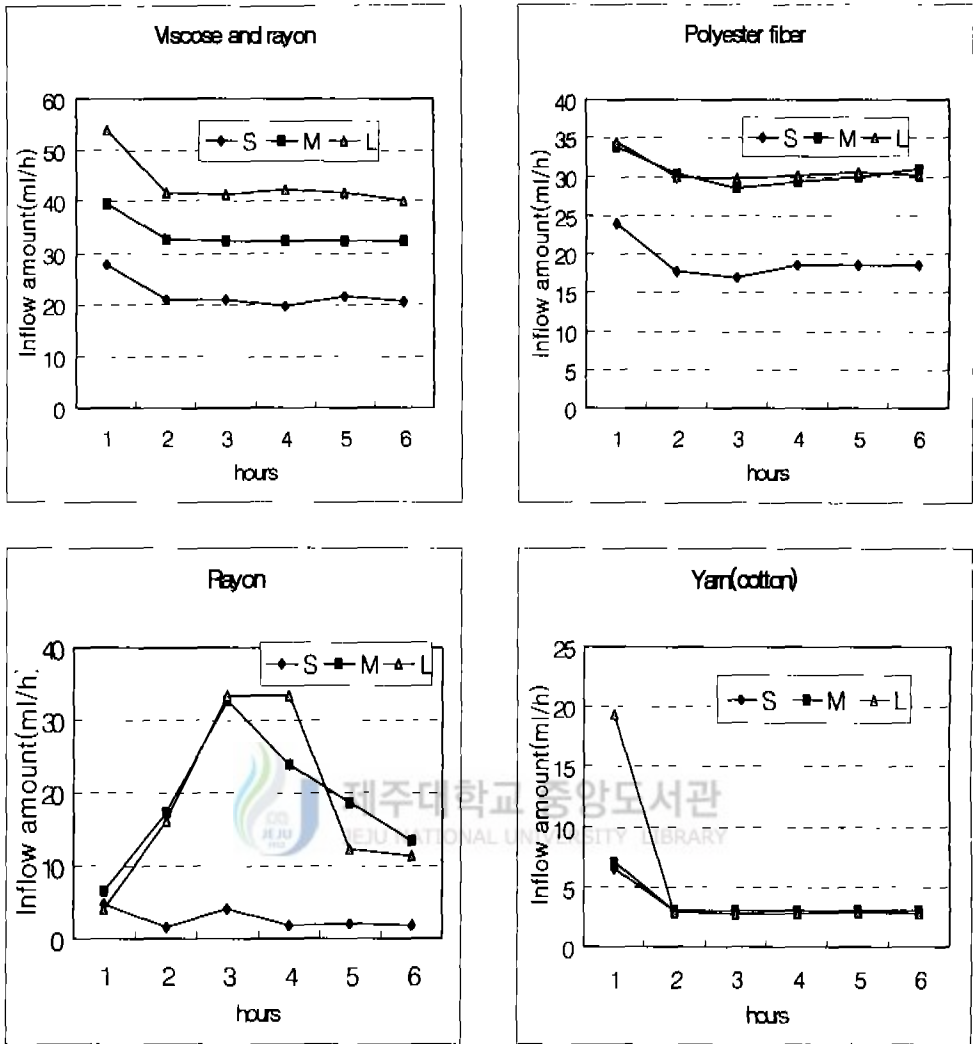 Viscose and rayon
60
50
40
30
20
10
0
Inflow amount(ml/h)
S M L
1 2 3 4 5 6
hours
Polyester fiber
40
35
30
25
20
15
10
5
0
Inflow amount(ml/h)
S M L
1 2 3 4 5 6
hours
Rayon
40
30
20
10
0
Inflow amount(ml/h)
S M L
1 2 3 4 5 6
hours
Yarn(cotton)
25
20
15
10
5
0
Inflow amount(ml/h)
S M L
1 2 3 4 5 6
hours
제주대학교 중앙도서관
JEJU NATIONAL UNIVERSITY LIBRARY
JEJU
1952